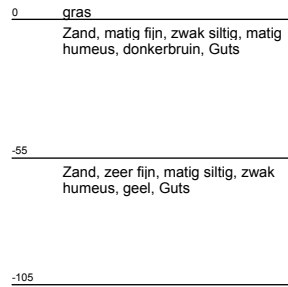 0 gras
Zand, matig fijn, zwak siltig, matig
humeus, donkerbruin, Guts
-55
Zand, zeer fijn, matig siltig, zwak
humeus, geel, Guts
-105